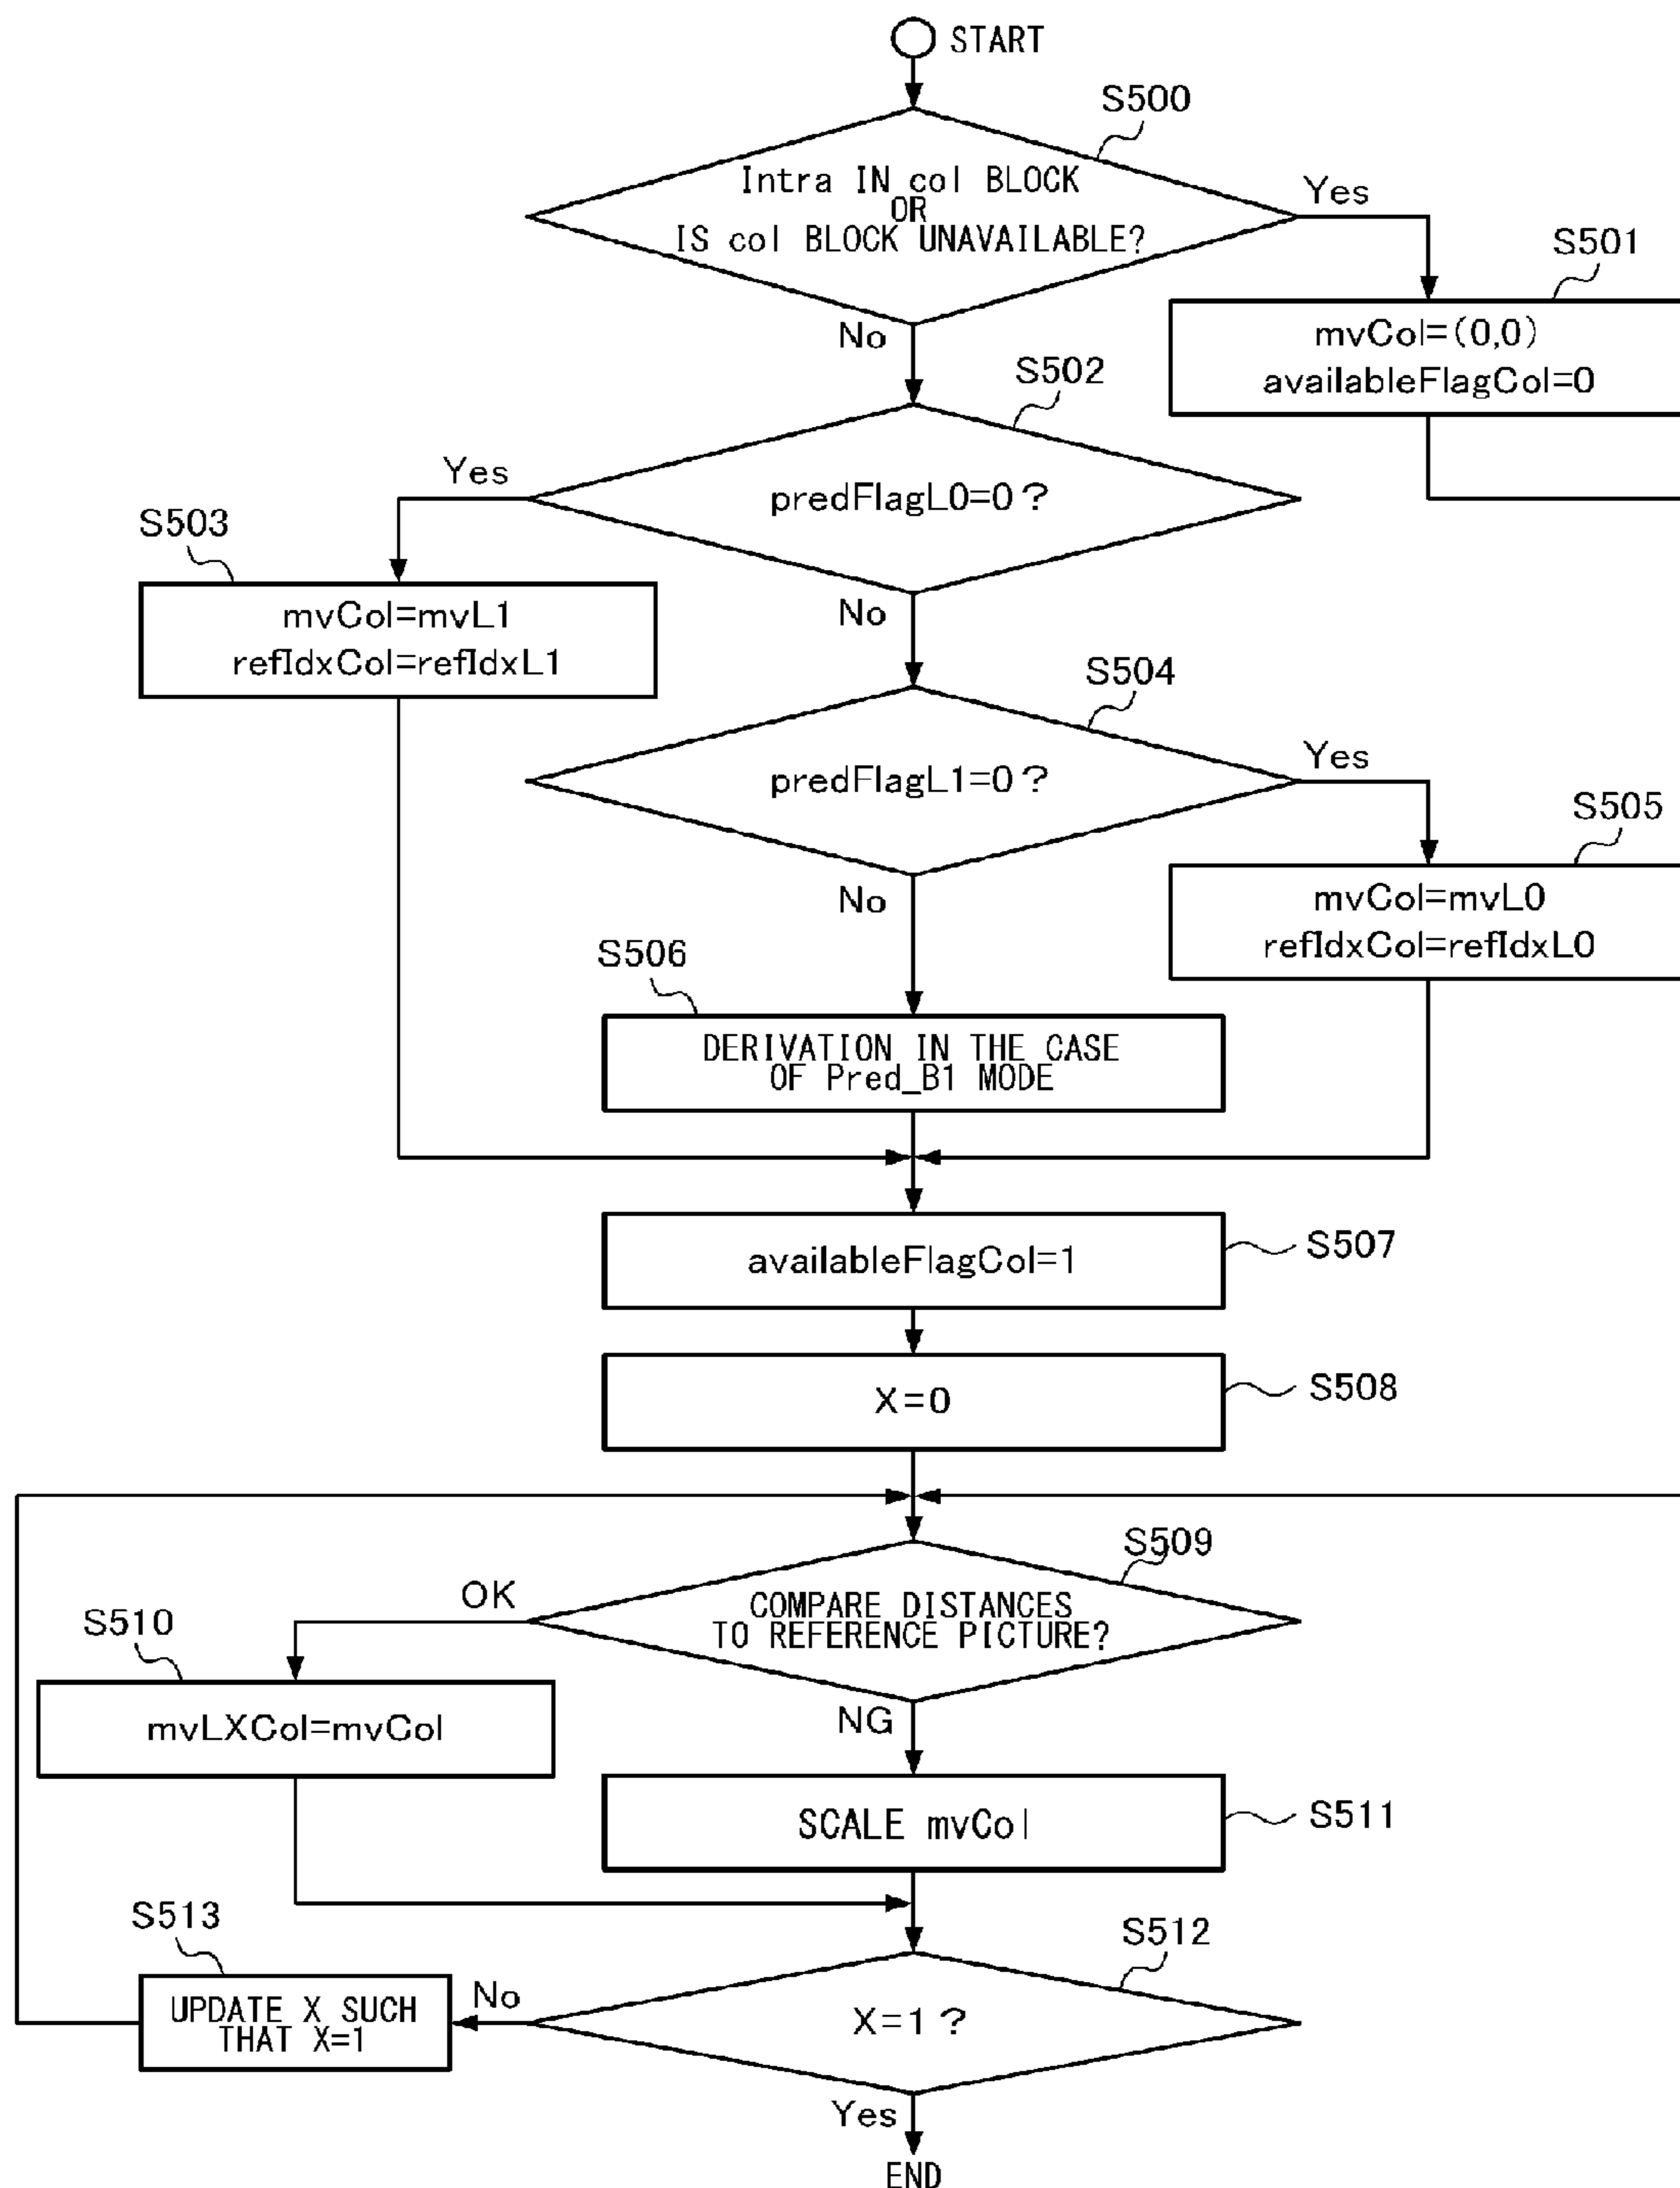 START
S500
Intra IN col BLOCK
OR
IS col BLOCK UNAVAILABLE?
Yes
S501
mvCol=(0,0)
availableFlagCol=0
No
S502
Yes
predFlagL0=0?
S503
mvCol=mvL1
refIdxCol=refIdxL1
No
S504
Yes
predFlagL1=0?
S505
mvCol=mvL0
refIdxCol=refIdxL0
No
S506
DERIVATION IN THE CASE
OF Pred_B1 MODE
availableFlagCol=1
S507
X=0
S508
S509
OK
COMPARE DISTANCES
TO REFERENCE PICTURE?
S510
mvLXCol=mvCol
NG
SCALE mvCol
S511
S513
S512
UPDATE X SUCH
THAT X=1
No
X=1?
Yes
END